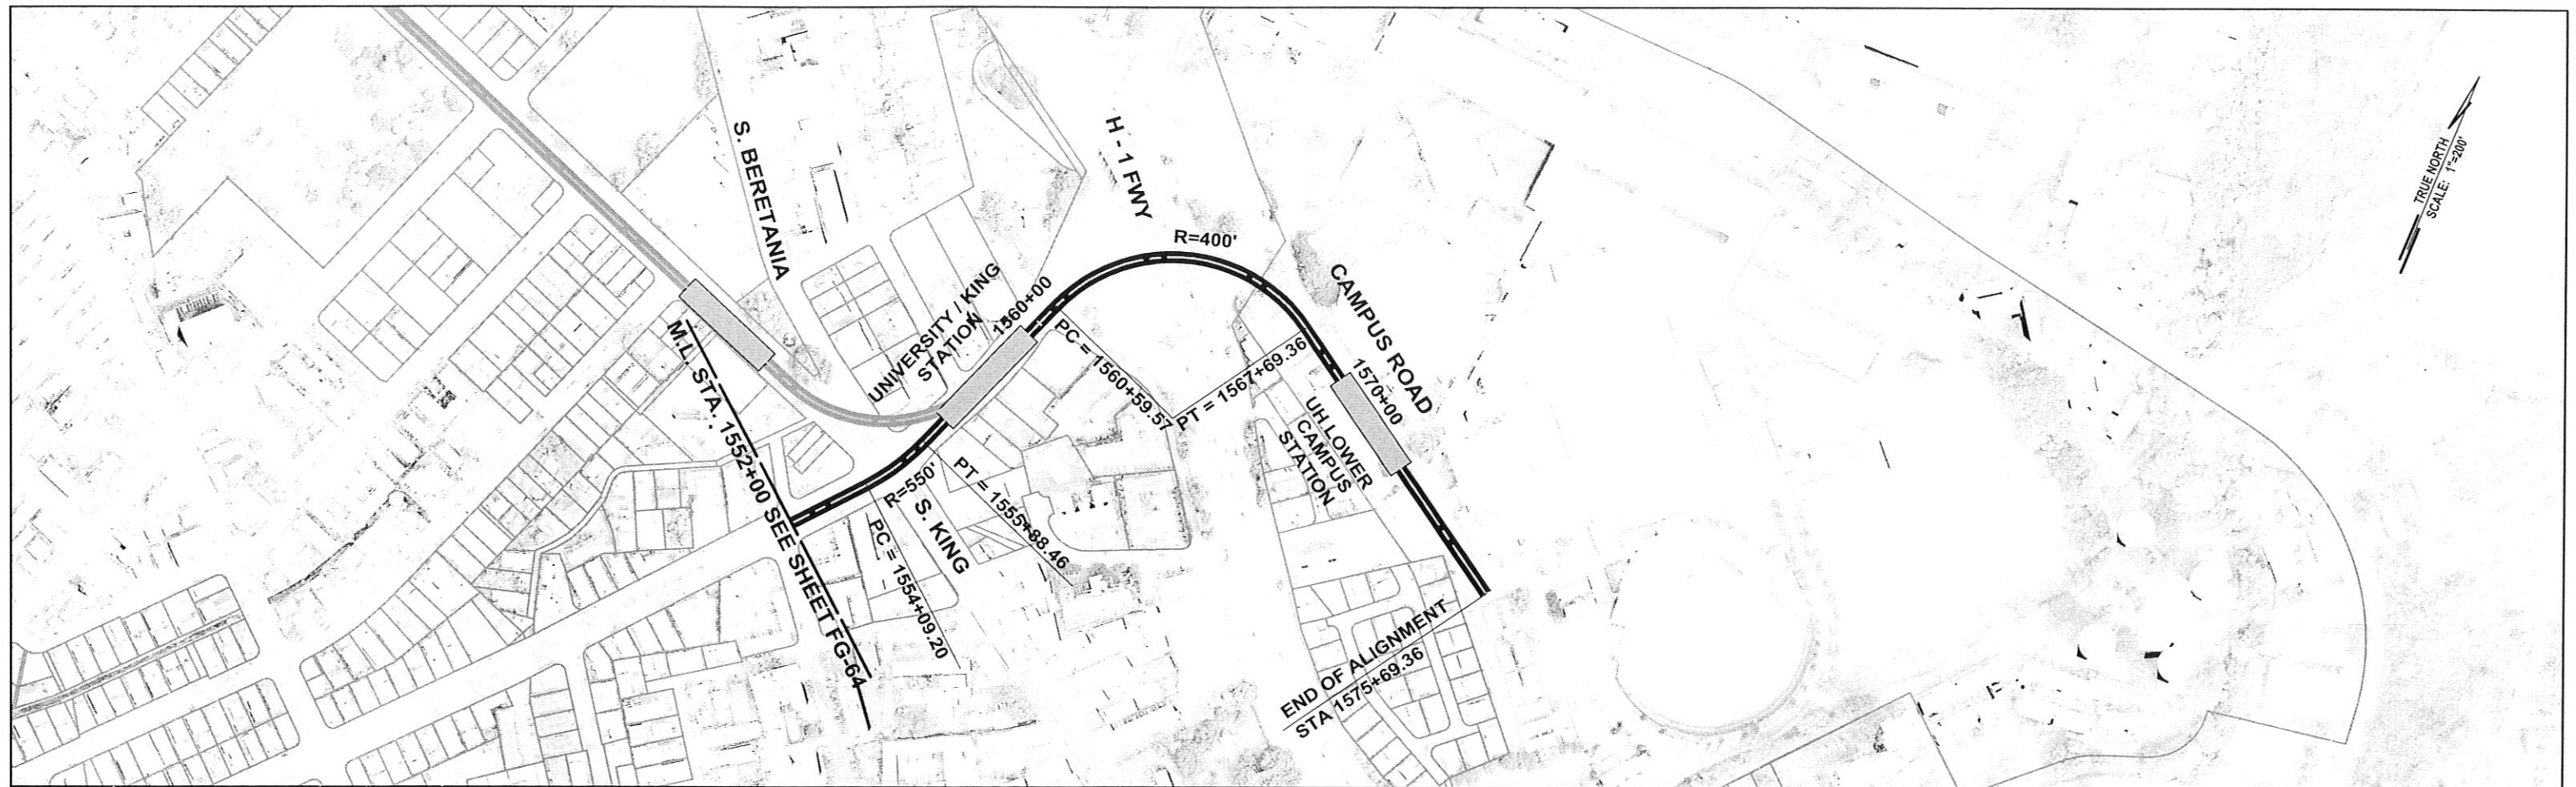 S. BERETANIA
H - 1 FWY
TRUE NORTH
SCALE: 1"=200'
R=400'
CAMPUS ROAD
UNIVERSITY / KING
STATION
1560+00
M.L. STA. 1552+00 SEE SHEET FG-64
PC = 1560+59.57
PT = 1567+69.36
1570+00
UH LOWER
CAMPUS
STATION
R=550'
S. KING
PT = 1555+88.46
PC = 1554+09.20
END OF ALIGNMENT
STA 1575+69.36